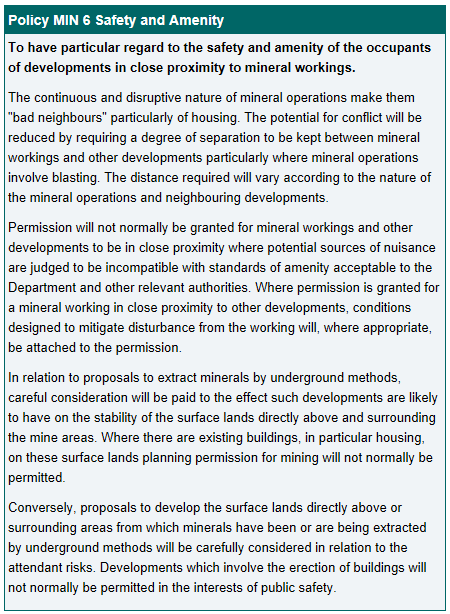 Policy MIN 6 Safety and Amenity
To have particular regard to the safety and amenity of the occupants
of developments in close proximity to mineral workings.
The continuous and disruptive nature of mineral operations make them
"bad neighbours" particularly of housing. The potential for conflict will be
reduced by requiring a degree of separation to be kept between mineral
workings and other developments particularly where mineral operations
involve blasting. The distance required will vary according to the nature of
the mineral operations and neighbouring developments.
Permission will not normally be granted for mineral workings and other
developments to be in close proximity where potential sources of nuisance
are judged to be incompatible with standards of amenity acceptable to the
Department and other relevant authorities. Where permission is granted for
a mineral working in close proximity to other developments, conditions
designed to mitigate disturbance from the working will, where appropriate,
be attached to the permission.
In relation to proposals to extract minerals by underground methods,
careful consideration will be paid to the effect such developments are likely
to have on the stability of the surface lands directly above and surrounding
the mine areas. Where there are existing buildings, in particular housing,
on these surface lands planning permission for mining will not normally be
permitted.
Conversely, proposals to develop the surface lands directly above or
surrounding areas from which minerals have been or are being extracted
by underground methods will be carefully considered in relation to the
attendant risks. Developments which involve the erection of buildings will
not normally be permitted in the interests of public safety.